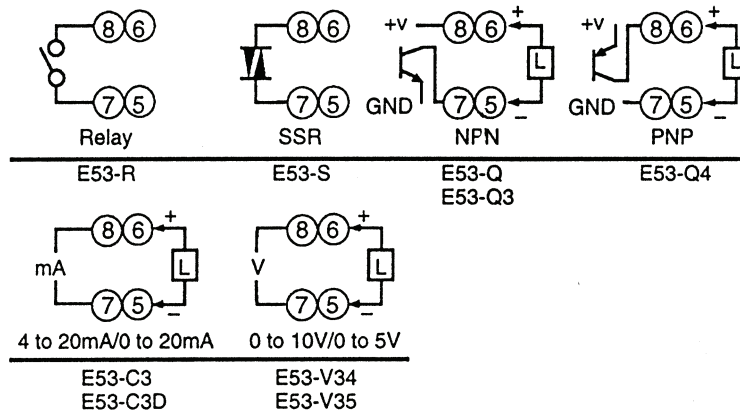 8 6
7 5
Relay
E53-R
8 6
7 5
SSR
E53-S
+V 8 6 +
L
GND 7 5 −
NPN
E53-Q
E53-Q3
+V 8 6 +
L
GND 7 5 −
PNP
E53-Q4
8 6 +
mA L
7 5 −
4 to 20mA/0 to 20mA
E53-C3
E53-C3D
8 6 +
V L
7 5 −
0 to 10V/0 to 5V
E53-V34
E53-V35